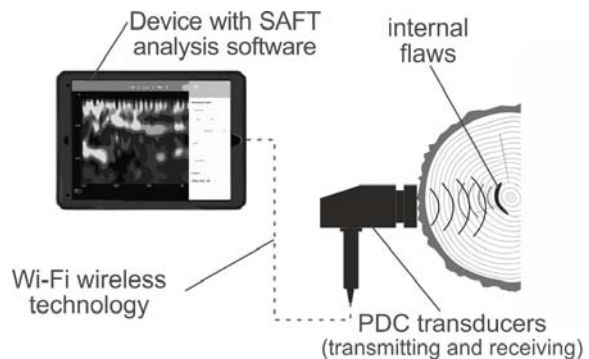 Device with SAFT
analysis software
internal
flaws
Wi-Fi wireless
technology
PDC transducers
(transmitting and receiving)